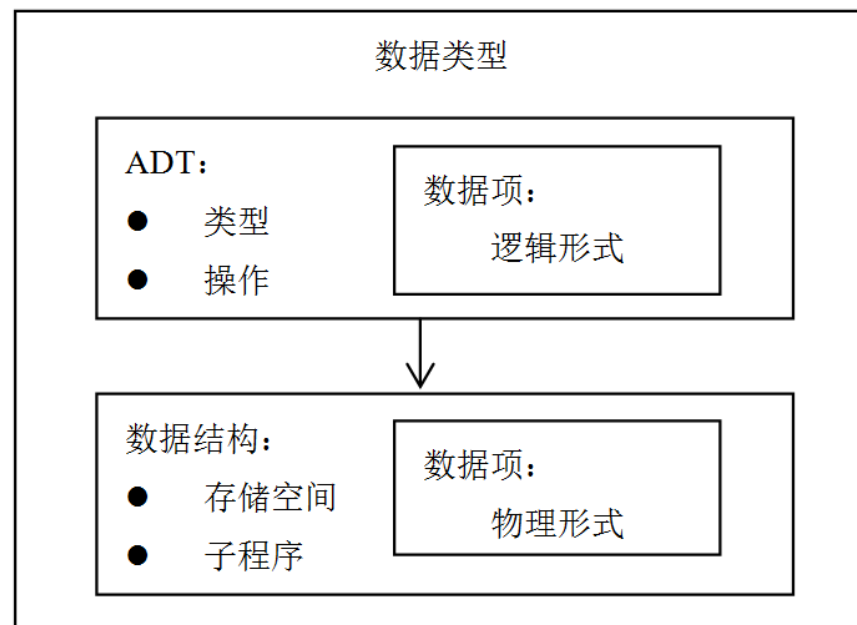 数据类型
ADT：
● 类型
● 操作
数据项：
逻辑形式
数据结构：
● 存储空间
● 子程序
数据项：
物理形式